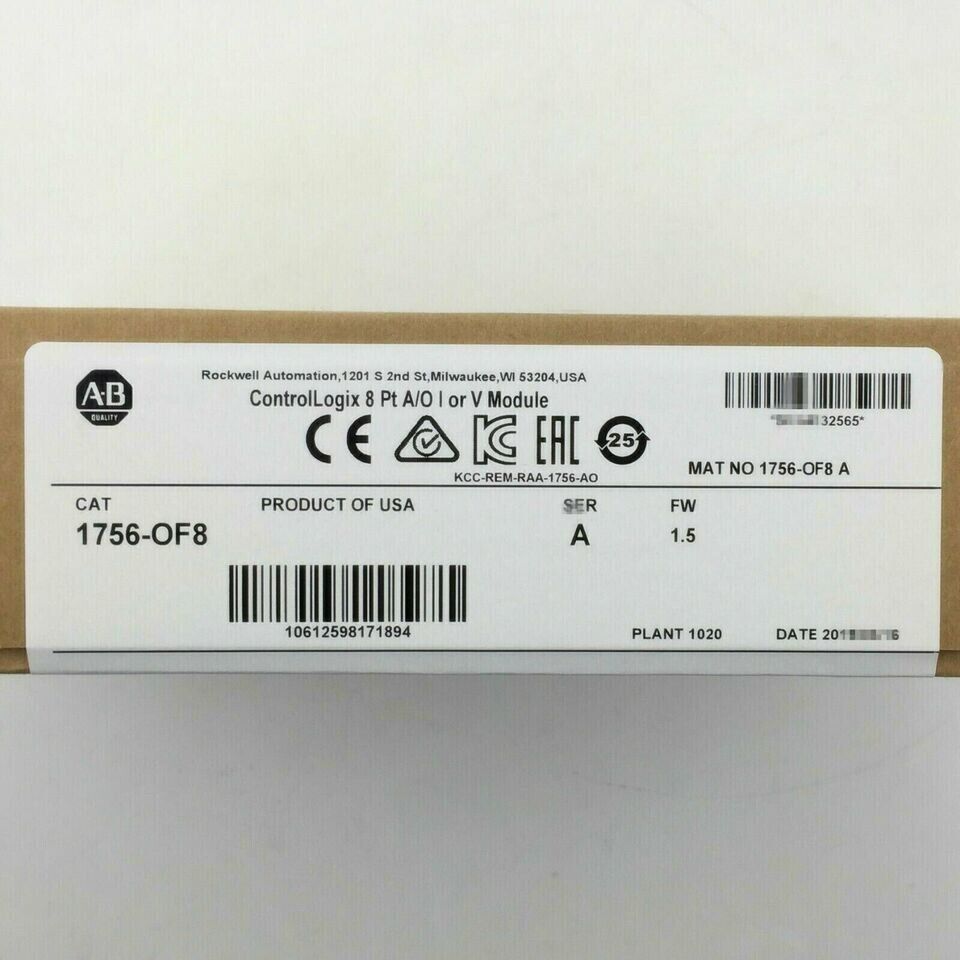 A-B
QUALITY
Rockwell Automation,1201 S 2nd St,Milwaukee,WI 53204,USA
ControlLogix 8 Pt A/O I or V Module
CE KC EAC 25
KCC-REM-RAA-1756-AO
32565*
MAT NO 1756-OF8 A
CAT PRODUCT OF USA SER FW
1756-OF8 A 1.5
10612598171894
PLANT 1020 DATE